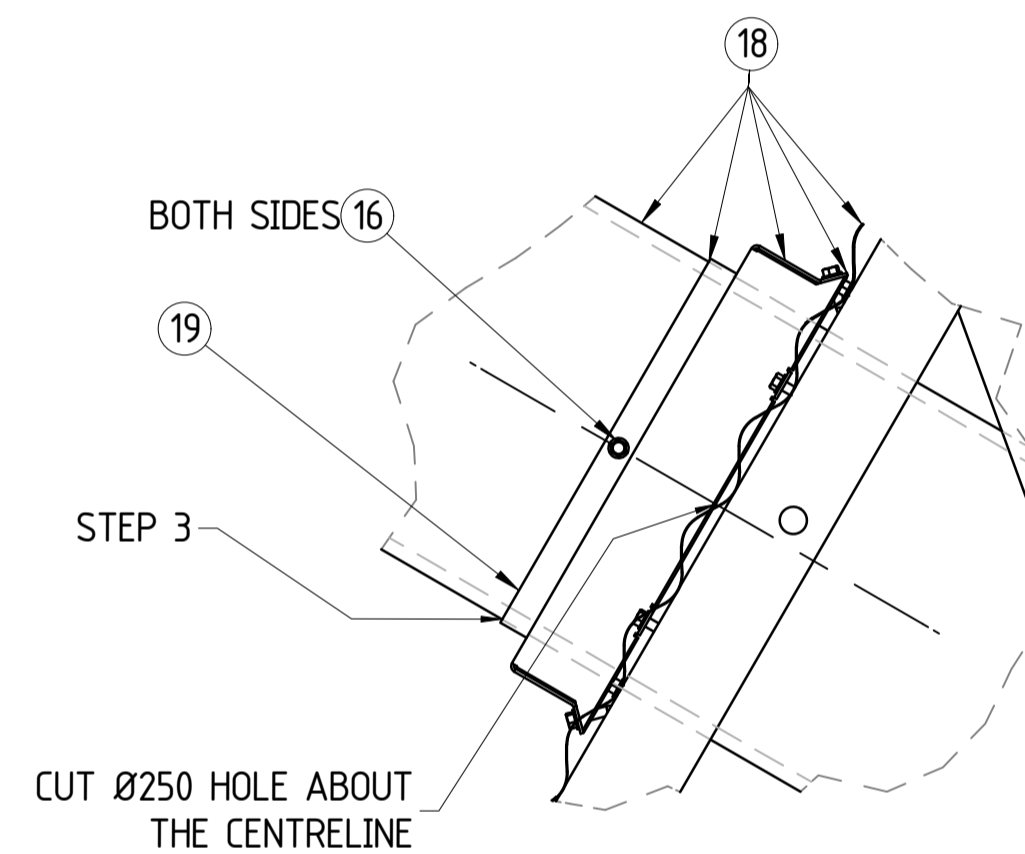 18
BOTH SIDES 16
19
STEP 3
CUT Ø250 HOLE ABOUT
THE CENTRELINE